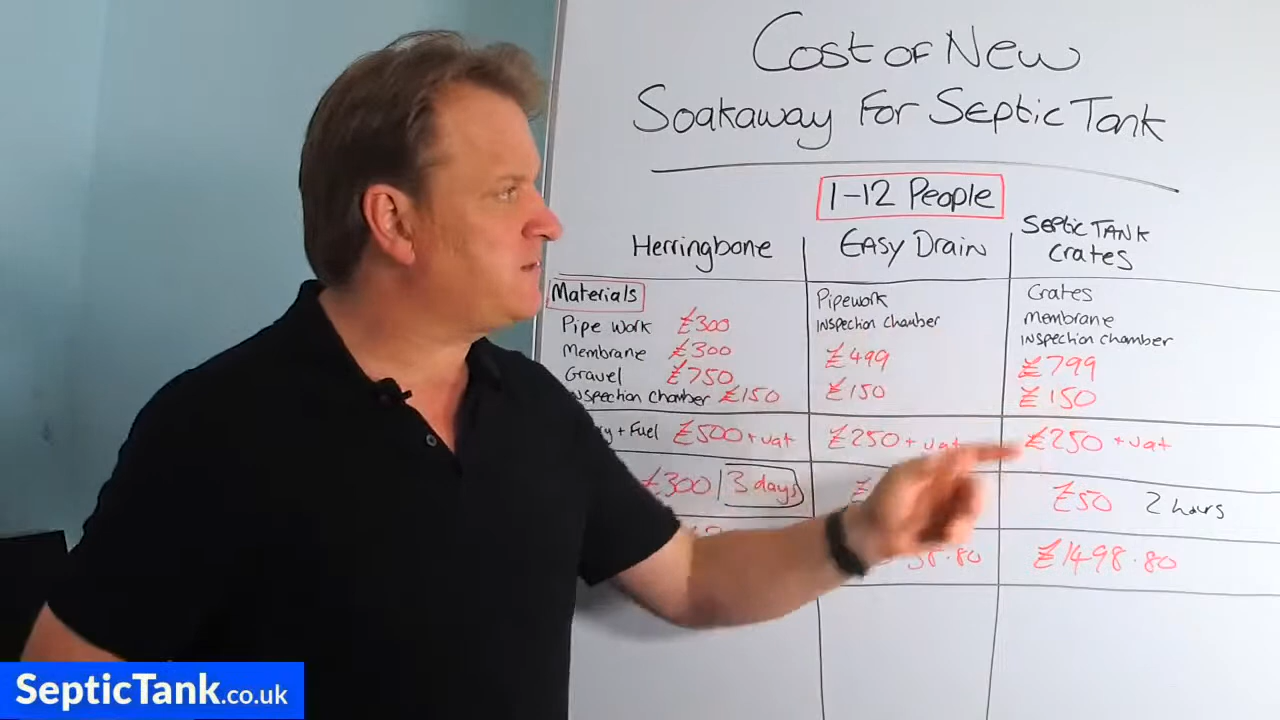 Cost of New
Soakaway For Septic Tank
1-12 People
Herringbone
EASY Drain
Septic TANK
Crates
Materials
Pipe work £300
Membrane £300
Gravel £750
Inspection chamber £150
+ Fuel £500 + vat
£300 3 days
Pipework
Inspection chamber
£499
£150
£250 + vat
Crates
Membrane
Inspection chamber
£799
£150
£250 + vat
£50 2 hours
£1498.80
SepticTank.co.uk